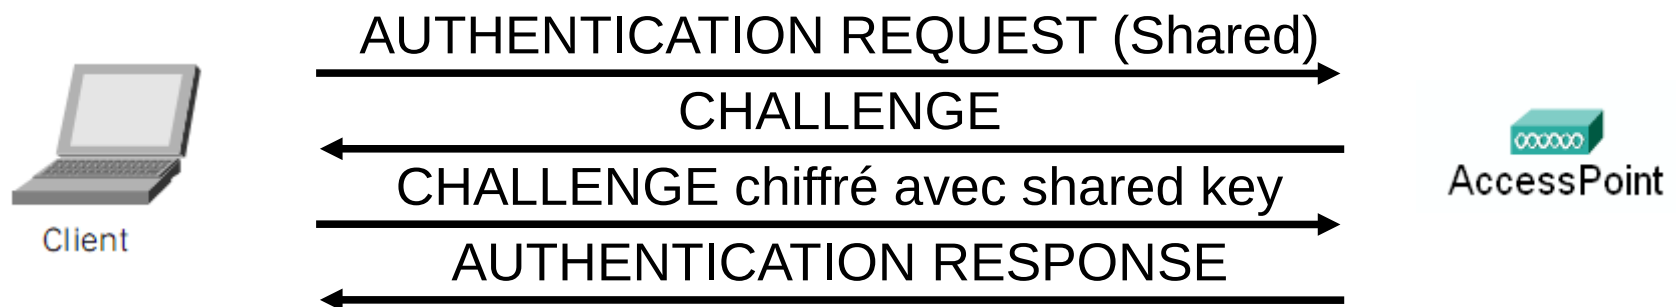 AUTHENTICATION REQUEST (Shared)
CHALLENGE
CHALLENGE chiffré avec shared key
AUTHENTICATION RESPONSE
Client
AccessPoint